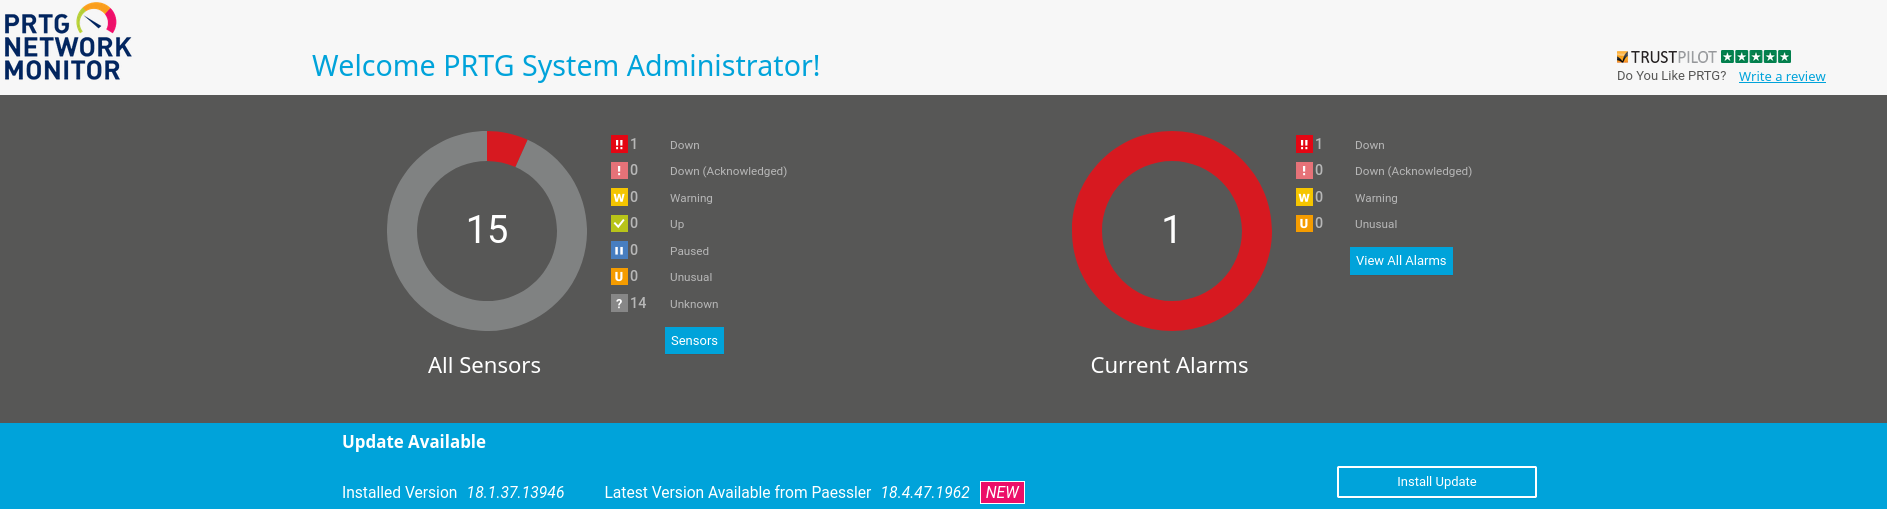 PRTG
NETWORK
MONITOR
Welcome PRTG System Administrator!
TRUSTPILOT
Do You Like PRTG? Write a review
15
All Sensors
!! 1 Down
! 0 Down (Acknowledged)
W 0 Warning
0 Up
0 Paused
U 0 Unusual
? 14 Unknown
Sensors
1
Current Alarms
!! 1 Down
! 0 Down (Acknowledged)
W 0 Warning
U 0 Unusual
View All Alarms
Update Available
Installed Version 18.1.37.13946 Latest Version Available from Paessler 18.4.47.1962 NEW
Install Update